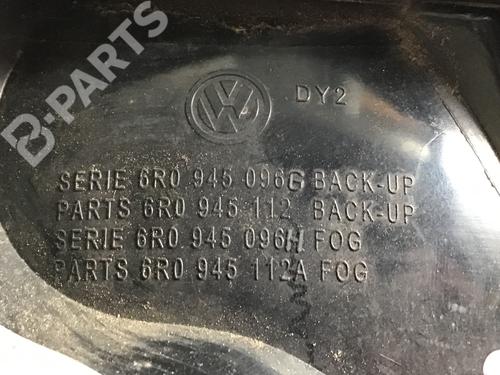 B-PARTS
VW DY2
SERIE 6R0 945 096G BACK-UP
PARTS 6R0 945 112 BACK-UP
SERIE 6R0 945 096H FOG
PARTS 6R0 945 112A FOG
B-PARTS